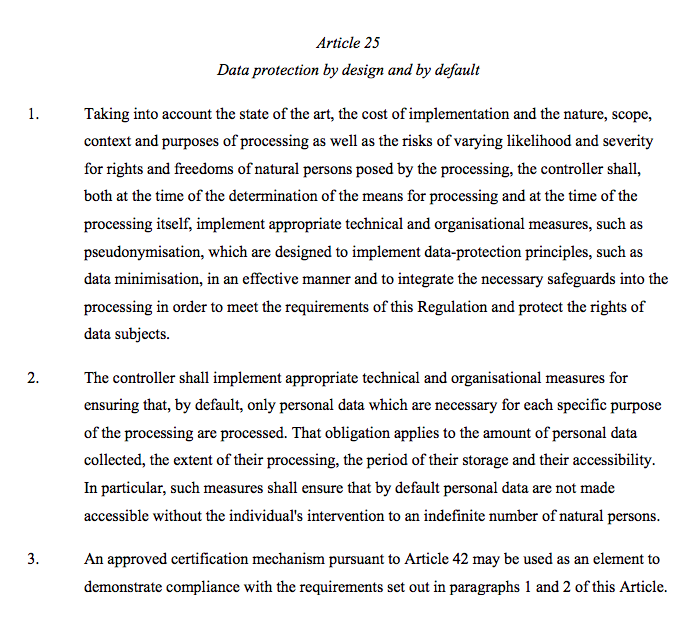 Article 25
Data protection by design and by default
1. Taking into account the state of the art, the cost of implementation and the nature, scope,
context and purposes of processing as well as the risks of varying likelihood and severity
for rights and freedoms of natural persons posed by the processing, the controller shall,
both at the time of the determination of the means for processing and at the time of the
processing itself, implement appropriate technical and organisational measures, such as
pseudonymisation, which are designed to implement data-protection principles, such as
data minimisation, in an effective manner and to integrate the necessary safeguards into the
processing in order to meet the requirements of this Regulation and protect the rights of
data subjects.
2. The controller shall implement appropriate technical and organisational measures for
ensuring that, by default, only personal data which are necessary for each specific purpose
of the processing are processed. That obligation applies to the amount of personal data
collected, the extent of their processing, the period of their storage and their accessibility.
In particular, such measures shall ensure that by default personal data are not made
accessible without the individual's intervention to an indefinite number of natural persons.
3. An approved certification mechanism pursuant to Article 42 may be used as an element to
demonstrate compliance with the requirements set out in paragraphs 1 and 2 of this Article.